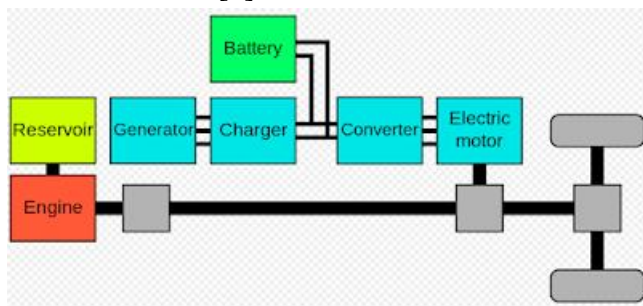 Battery
Reservoir
Generator
Charger
Converter
Electric
motor
Engine